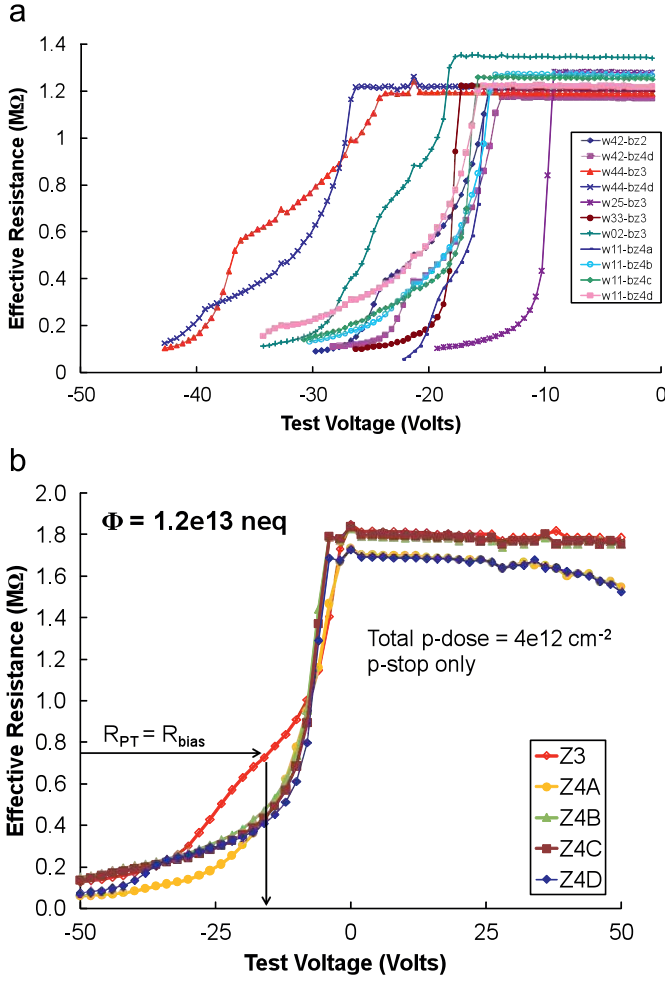 a
1.4
1.2
1
0.8
0.6
0.4
0.2
0
Effective Resistance (MΩ)
w42-bz2
w42-bz4d
w44-bz3
w44-bz4d
w25-bz3
w33-bz3
w02-bz3
w11-bz4a
w11-bz4b
w11-bz4c
w11-bz4d
-50 -40 -30 -20 -10 0
Test Voltage (Volts)
b
2.0
1.8
1.6
1.4
1.2
1.0
0.8
0.6
0.4
0.2
0.0
Effective Resistance (MΩ)
Φ = 1.2e13 neq
Total p-dose = 4e12 cm⁻²
p-stop only
R_PT = R_bias
Z3
Z4A
Z4B
Z4C
Z4D
-50 -25 0 25 50
Test Voltage (Volts)